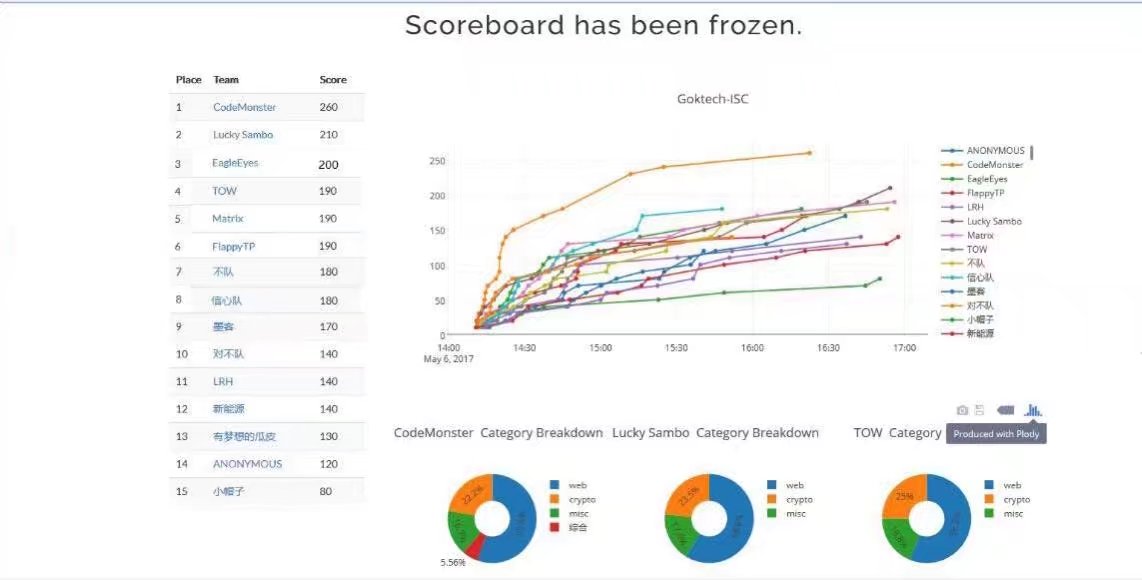 Scoreboard has been frozen.
Place Team Score
1 CodeMonster 260
2 Lucky Sambo 210
3 EagleEyes 200
4 TOW 190
5 Matrix 190
6 FlappyTP 190
7 不队 180
8 信心队 180
9 墨客 170
10 对不队 140
11 LRH 140
12 新能源 140
13 有梦想的瓜皮 130
14 ANONYMOUS 120
15 小帽子 80
Goktech-ISC
250
200
150
100
50
0
14:00 14:30 15:00 15:30 16:00 16:30 17:00
May 6, 2017
ANONYMOUS
CodeMonster
EagleEyes
FlappyTP
LRH
Lucky Sambo
Matrix
TOW
不队
信心队
墨客
对不队
小帽子
新能源
CodeMonster Category Breakdown
22.2%
5.56%
web
crypto
misc
综合
Lucky Sambo Category Breakdown
23.5%
web
crypto
misc
TOW Category
Produced with Plotly
25%
web
crypto
misc